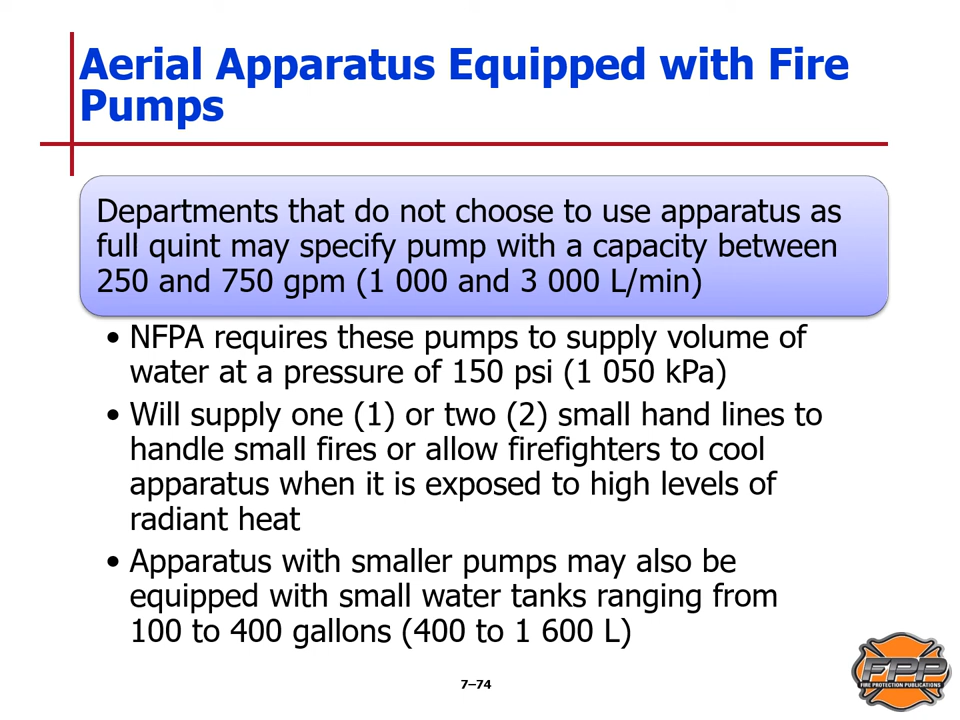 Aerial Apparatus Equipped with Fire
Pumps
Departments that do not choose to use apparatus as
full quint may specify pump with a capacity between
250 and 750 gpm (1 000 and 3 000 L/min)
• NFPA requires these pumps to supply volume of
water at a pressure of 150 psi (1 050 kPa)
• Will supply one (1) or two (2) small hand lines to
handle small fires or allow firefighters to cool
apparatus when it is exposed to high levels of
radiant heat
• Apparatus with smaller pumps may also be
equipped with small water tanks ranging from
100 to 400 gallons (400 to 1 600 L)
7–74
FPP
FIRE PROTECTION PUBLICATIONS